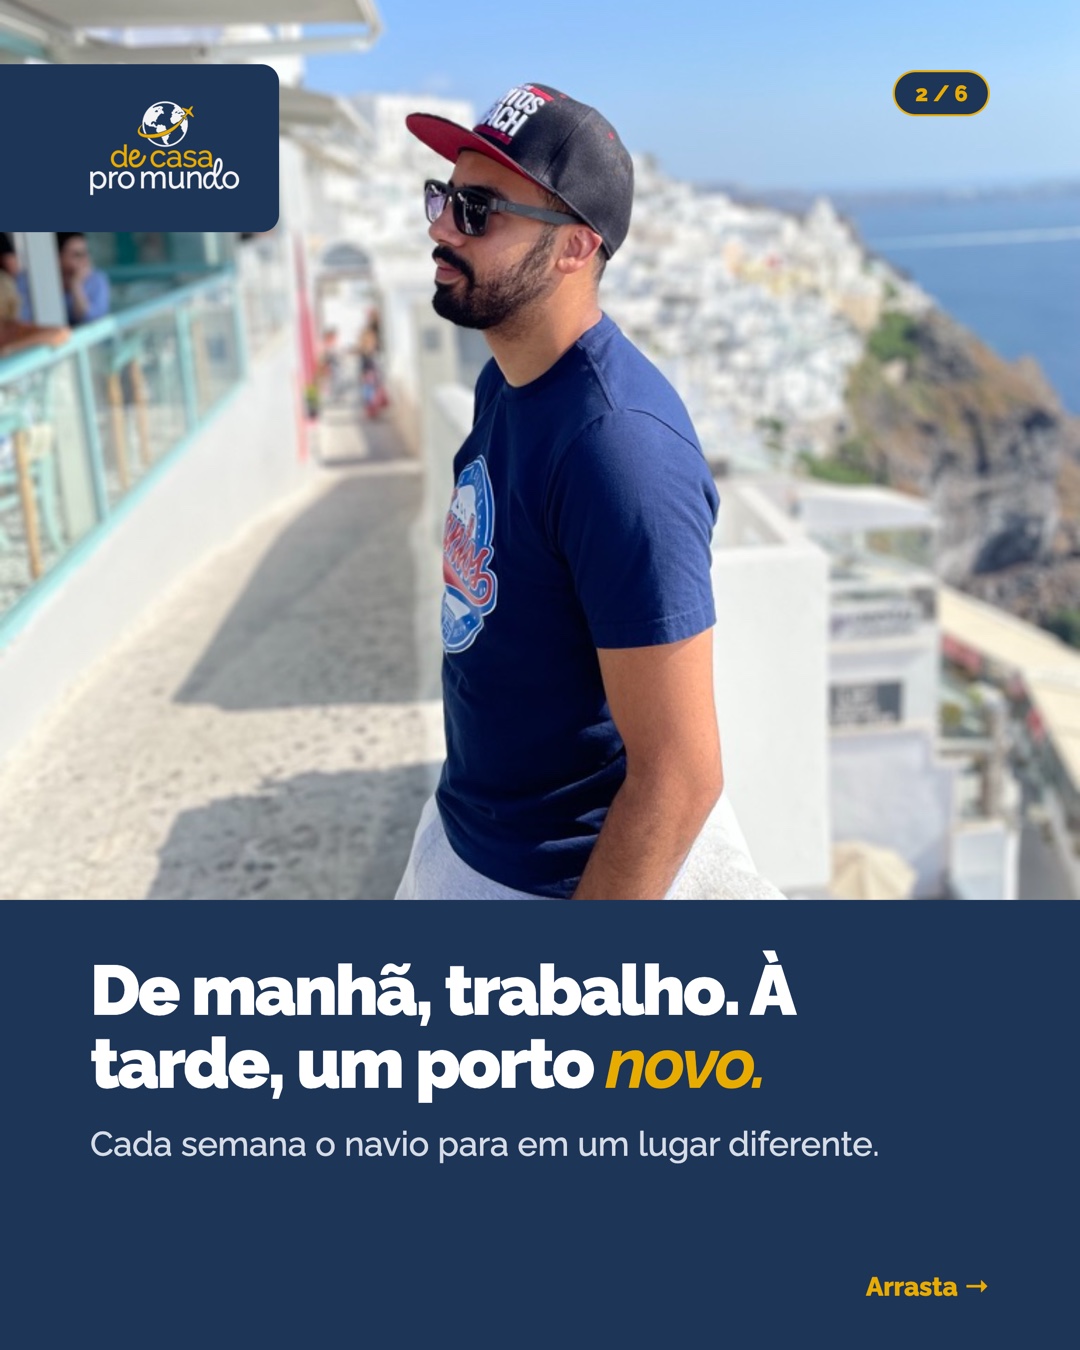 de casa
pro mundo
2 / 6
De manhã, trabalho. À
tarde, um porto novo.
Cada semana o navio para em um lugar diferente.
Arrasta →